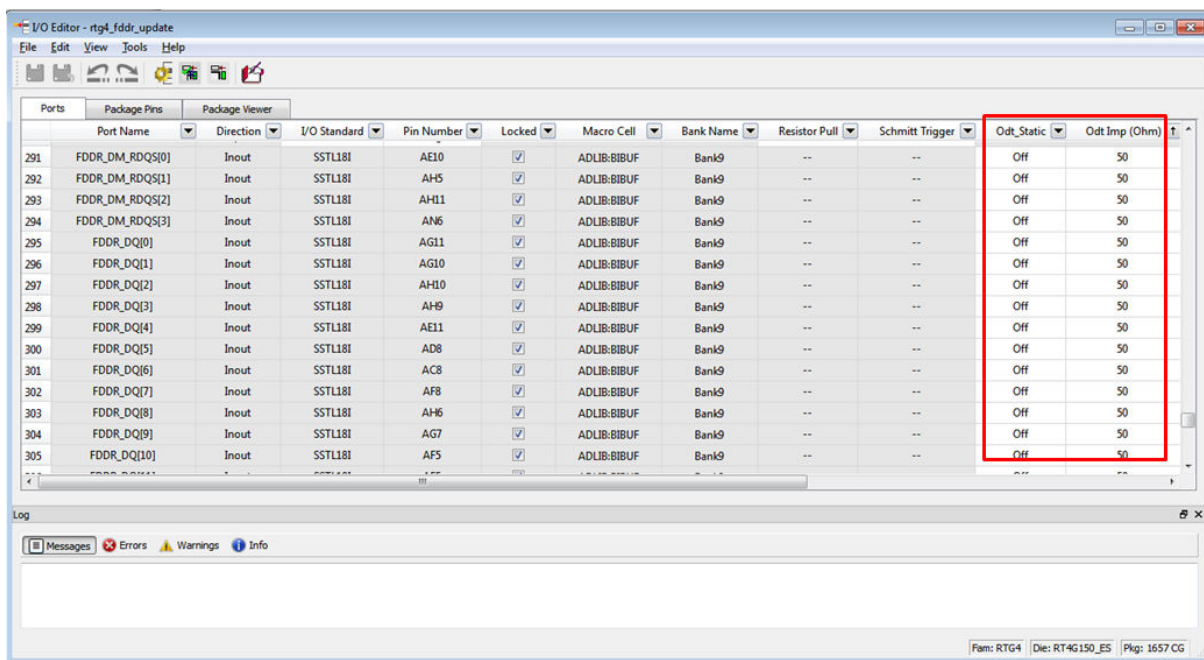 I/O Editor - rtg4_fddr_update
File Edit View Tools Help
Ports Package Pins Package Viewer
Port Name Direction I/O Standard Pin Number Locked Macro Cell Bank Name Resistor Pull Schmitt Trigger Odt_Static Odt Imp (Ohm)
291 FDDR_DM_RDQS[0] Inout SSTL18I AE10 ADLIB:BIBUF Bank9 -- -- Off 50
292 FDDR_DM_RDQS[1] Inout SSTL18I AH5 ADLIB:BIBUF Bank9 -- -- Off 50
293 FDDR_DM_RDQS[2] Inout SSTL18I AH11 ADLIB:BIBUF Bank9 -- -- Off 50
294 FDDR_DM_RDQS[3] Inout SSTL18I AN6 ADLIB:BIBUF Bank9 -- -- Off 50
295 FDDR_DQ[0] Inout SSTL18I AG11 ADLIB:BIBUF Bank9 -- -- Off 50
296 FDDR_DQ[1] Inout SSTL18I AG10 ADLIB:BIBUF Bank9 -- -- Off 50
297 FDDR_DQ[2] Inout SSTL18I AH10 ADLIB:BIBUF Bank9 -- -- Off 50
298 FDDR_DQ[3] Inout SSTL18I AH9 ADLIB:BIBUF Bank9 -- -- Off 50
299 FDDR_DQ[4] Inout SSTL18I AE11 ADLIB:BIBUF Bank9 -- -- Off 50
300 FDDR_DQ[5] Inout SSTL18I AD8 ADLIB:BIBUF Bank9 -- -- Off 50
301 FDDR_DQ[6] Inout SSTL18I AC8 ADLIB:BIBUF Bank9 -- -- Off 50
302 FDDR_DQ[7] Inout SSTL18I AF8 ADLIB:BIBUF Bank9 -- -- Off 50
303 FDDR_DQ[8] Inout SSTL18I AH6 ADLIB:BIBUF Bank9 -- -- Off 50
304 FDDR_DQ[9] Inout SSTL18I AG7 ADLIB:BIBUF Bank9 -- -- Off 50
305 FDDR_DQ[10] Inout SSTL18I AF5 ADLIB:BIBUF Bank9 -- -- Off 50
Log
Messages Errors Warnings Info
Fam: RTG4 Die: RT4G150_ES Pkg: 1657 CG